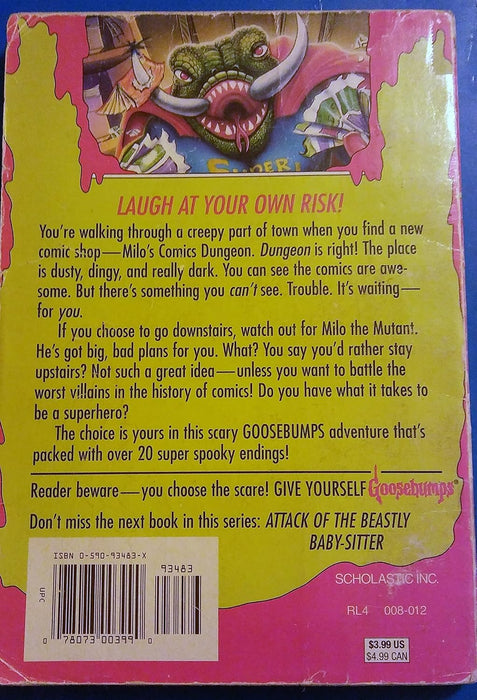 SUPER!
LAUGH AT YOUR OWN RISK!
You're walking through a creepy part of town when you find a new
comic shop—Milo's Comics Dungeon. Dungeon is right! The place
is dusty, dingy, and really dark. You can see the comics are awe-
some. But there's something you can't see. Trouble. It's waiting—
for you.
If you choose to go downstairs, watch out for Milo the Mutant.
He's got big, bad plans for you. What? You say you'd rather stay
upstairs? Not such a great idea—unless you want to battle the
worst villains in the history of comics! Do you have what it takes to
be a superhero?
The choice is yours in this scary GOOSEBUMPS adventure that's
packed with over 20 super spooky endings!
Reader beware—you choose the scare! GIVE YOURSELF Goosebumps®
Don't miss the next book in this series: ATTACK OF THE BEASTLY
BABY-SITTER
ISBN 0-590-93483-X
93483
UPC
0 78073 00399 0
SCHOLASTIC INC.
RL4 008-012
$3.99 US
$4.99 CAN